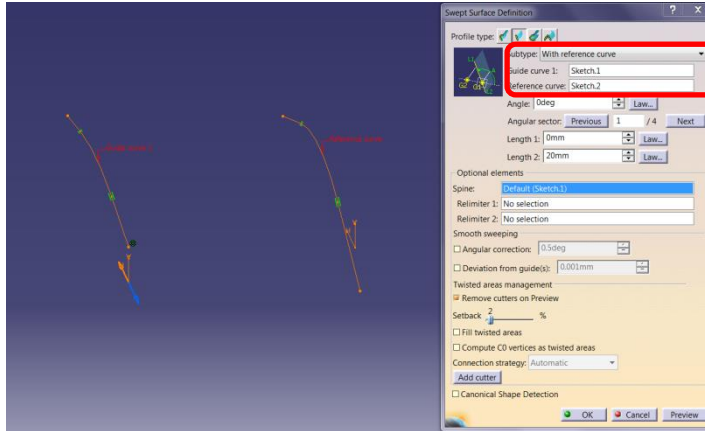 Swept Surface Definition
? X
Profile type:
Subtype: With reference curve
Guide curve 1: Sketch.1
Reference curve: Sketch.2
Angle: 0deg Law...
Angular sector: Previous 1 / 4 Next
Length 1: 0mm Law...
Length 2: 20mm Law...
Optional elements
Spine: Default (Sketch.1)
Relimiter 1: No selection
Relimiter 2: No selection
Smooth sweeping
Angular correction: 0.5deg
Deviation from guide(s): 0.001mm
Twisted areas management
Remove cutters on Preview
Setback 2 %
Fill twisted areas
Compute C0 vertices as twisted areas
Connection strategy: Automatic
Add cutter
Canonical Shape Detection
OK Cancel Preview